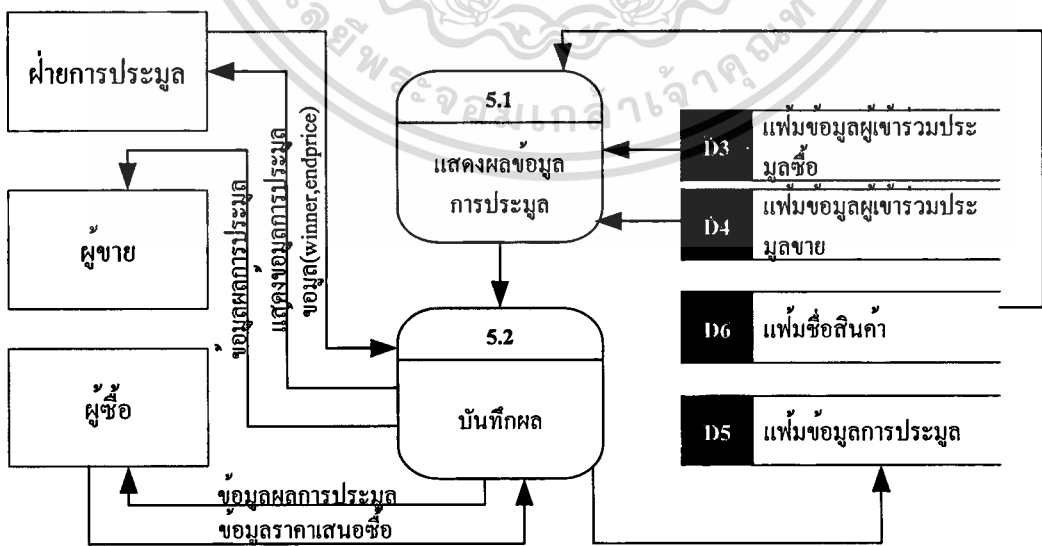 ฝ่ายการประมูล
ผู้ขาย
ผู้ซื้อ
ข้อมูลผลการประมูล
แสดงข้อมูลการประมูล
ข้อมูล(winner,endprice)
5.1
แสดงผลข้อมูล
การประมูล
5.2
บันทึกผล
D3
แฟ้มข้อมูลผู้เข้าร่วมประ
มูลซื้อ
D4
แฟ้มข้อมูลผู้เข้าร่วมประ
มูลขาย
D6
แฟ้มชื่อสินค้า
D5
แฟ้มข้อมูลการประมูล
ข้อมูลผลการประมูล
ข้อมูลราคาเสนอซื้อ